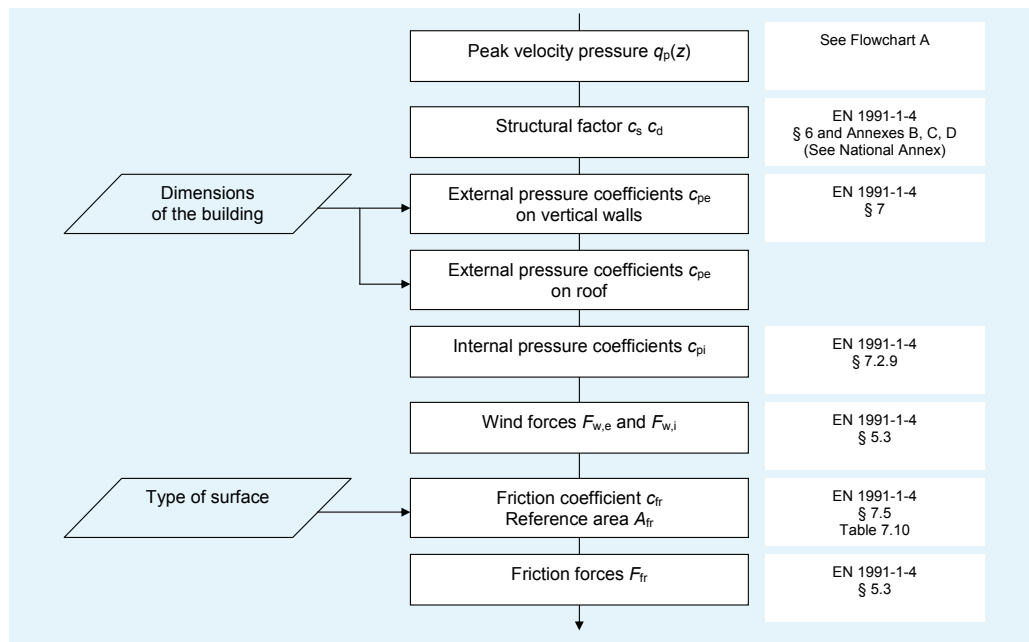 Peak velocity pressure qp(z)
See Flowchart A
Structural factor cs cd
EN 1991-1-4
§ 6 and Annexes B, C, D
(See National Annex)
Dimensions
of the building
External pressure coefficients cpe
on vertical walls
EN 1991-1-4
§ 7
External pressure coefficients cpe
on roof
Internal pressure coefficients cpi
EN 1991-1-4
§ 7.2.9
Wind forces Fw,e and Fw,i
EN 1991-1-4
§ 5.3
Type of surface
Friction coefficient cfr
Reference area Afr
EN 1991-1-4
§ 7.5
Table 7.10
Friction forces Ffr
EN 1991-1-4
§ 5.3